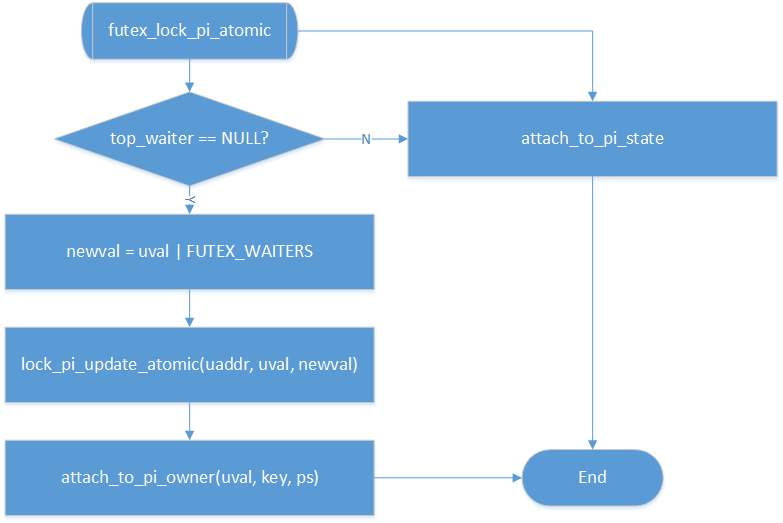 futex_lock_pi_atomic
top_waiter == NULL?
N
attach_to_pi_state
Y
newval = uval | FUTEX_WAITERS
lock_pi_update_atomic(uaddr, uval, newval)
attach_to_pi_owner(uval, key, ps)
End